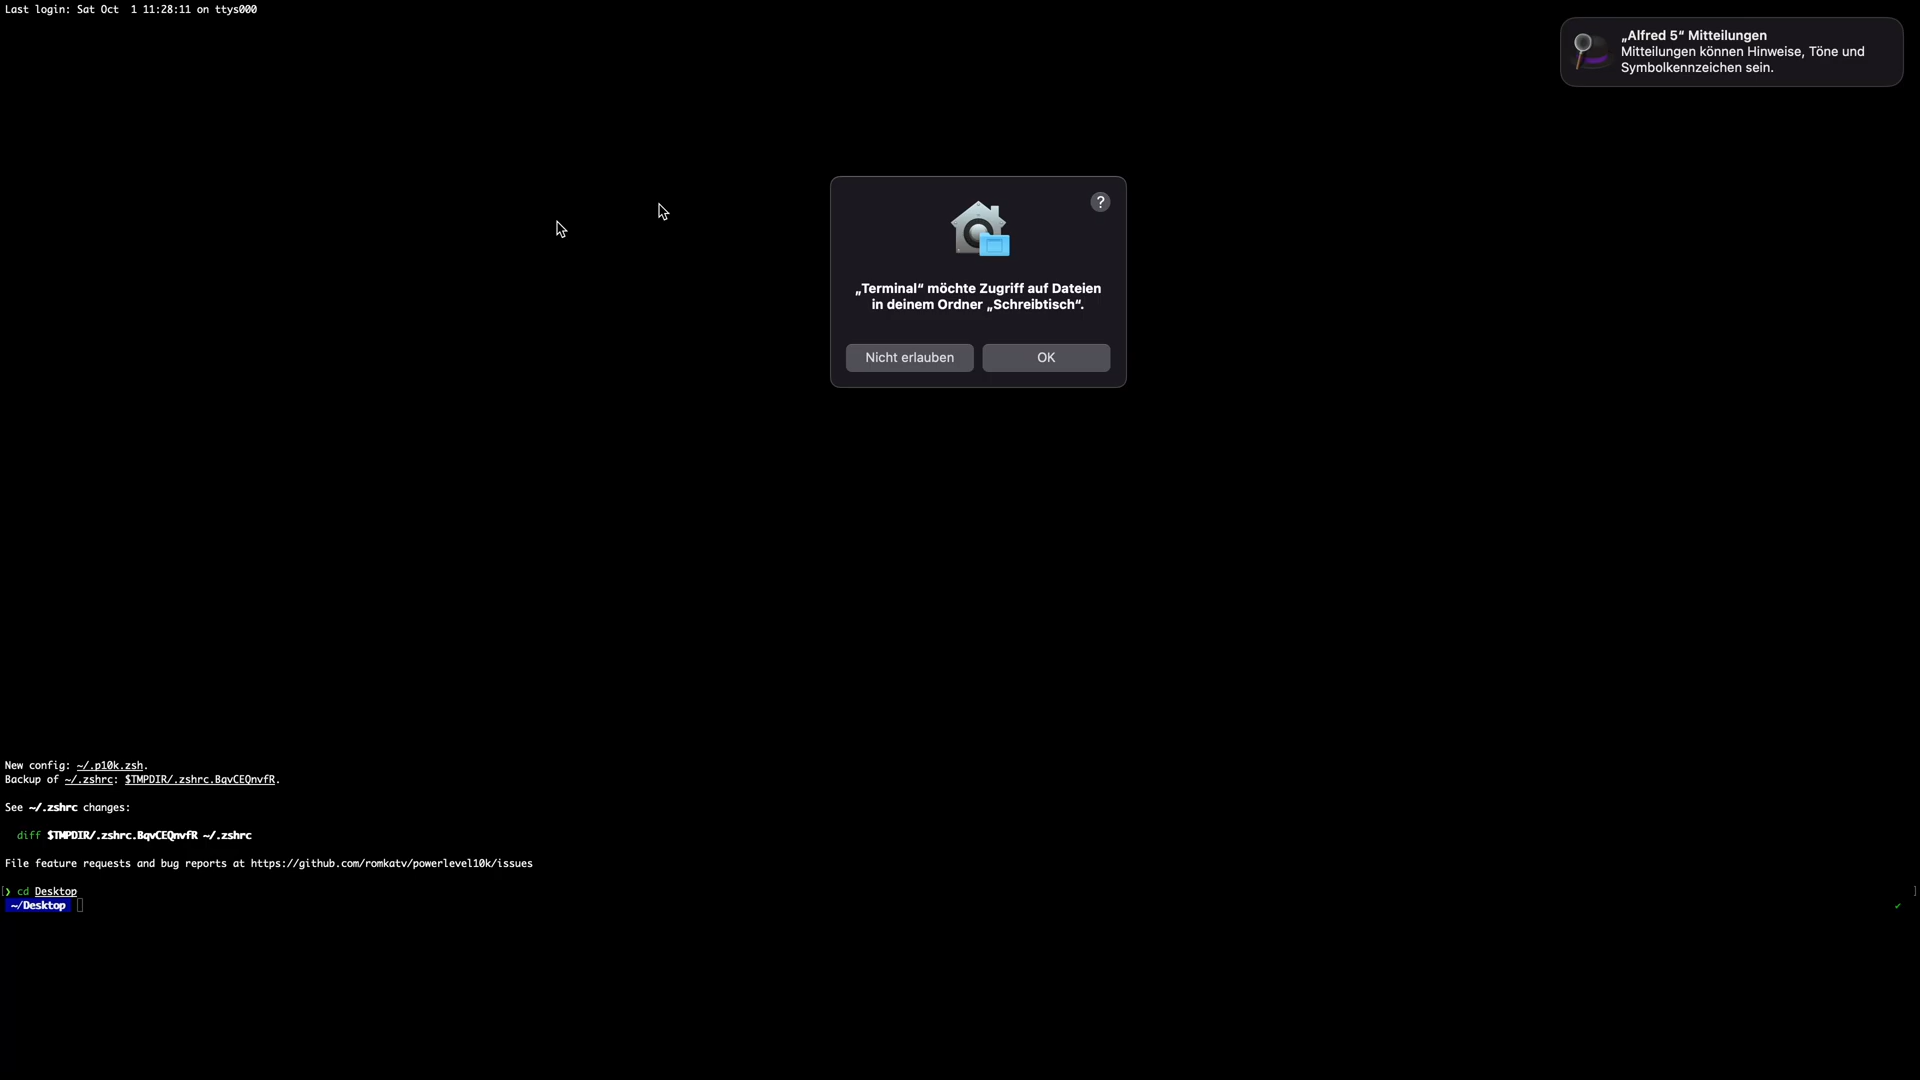 Last login: Sat Oct  1 11:28:11 on ttys000
„Alfred 5“ Mitteilungen
Mitteilungen können Hinweise, Töne und
Symbolkennzeichen sein.
?
„Terminal“ möchte Zugriff auf Dateien
in deinem Ordner „Schreibtisch“.
Nicht erlauben
OK
New config: ~/.p10k.zsh.
Backup of ~/.zshrc: $TMPDIR/.zshrc.BqvCEQnvfR.
See ~/.zshrc changes:
diff $TMPDIR/.zshrc.BqvCEQnvfR ~/.zshrc
File feature requests and bug reports at https://github.com/romkatv/powerlevel10k/issues
[❯ cd Desktop ]
~/Desktop ✔